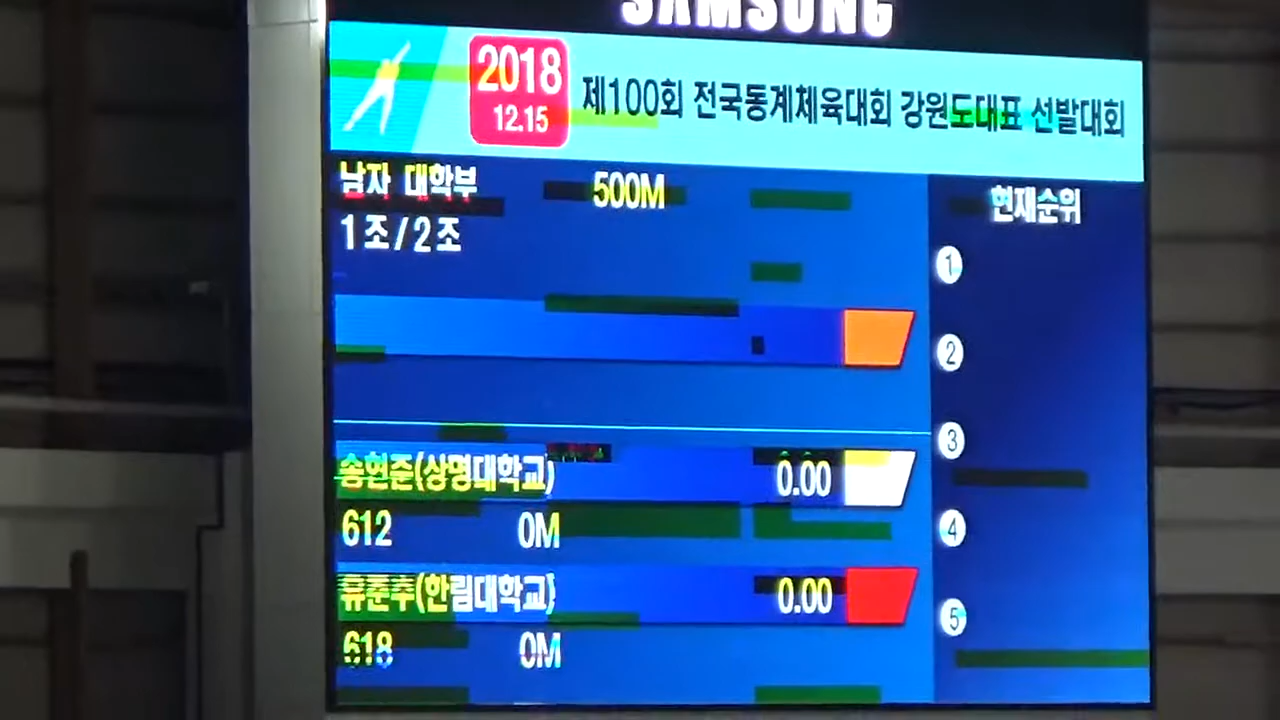 SAMSUNG
2018
12.15
제100회 전국동계체육대회 강원도대표 선발대회
남자 대학부 500M
1조/2조
현재순위
1
2
3
송현준(상명대학교) 0.00
612 0M
4
(한림대학교) 0.00
618 0M
5